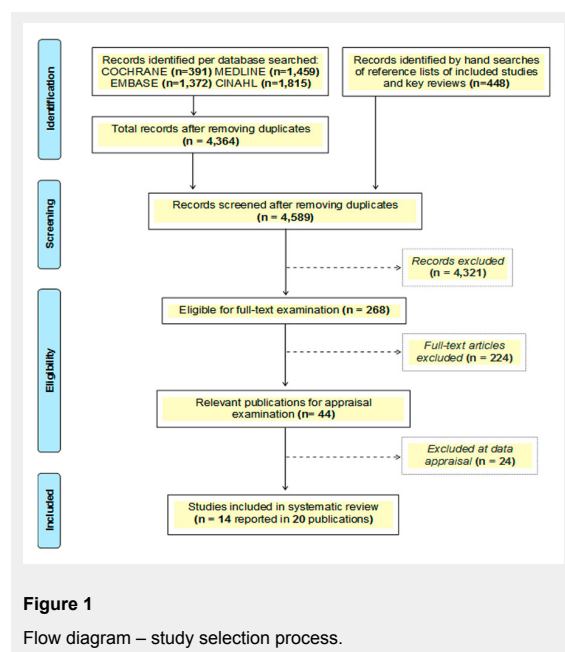 Identification
Records identified per database searched:
COCHRANE (n=391) MEDLINE (n=1,459)
EMBASE (n=1,372) CINAHL (n=1,815)
Records identified by hand searches
of reference lists of included studies
and key reviews (n=448)
Total records after removing duplicates
(n = 4,364)
Screening
Records screened after removing duplicates
(n = 4,589)
Records excluded
(n = 4,321)
Eligibility
Eligible for full-text examination (n = 268)
Full-text articles
excluded (n = 224)
Relevant publications for appraisal
examination (n= 44)
Excluded at data
appraisal (n = 24)
Included
Studies included in systematic review
(n = 14 reported in 20 publications)
Figure 1
Flow diagram – study selection process.